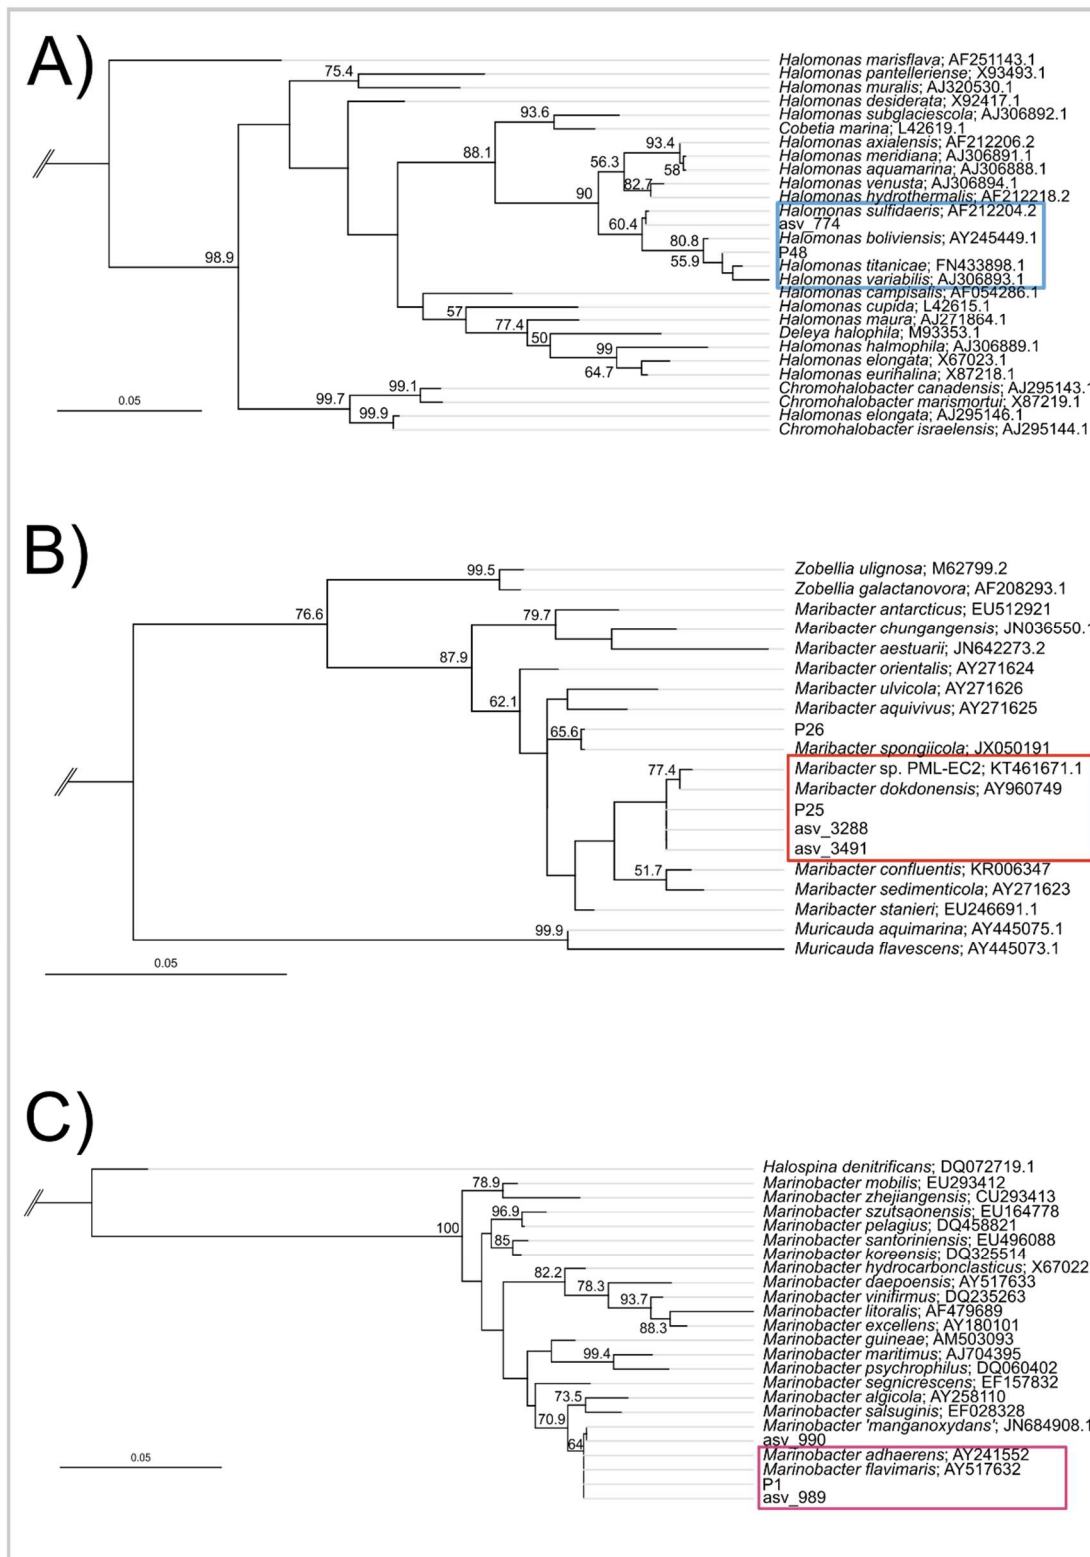 A)
Halomonas marisflava; AF251143.1
75.4
Halomonas pantelleriense; X93493.1
Halomonas muralis; AJ320530.1
Halomonas desiderata; X92417.1
93.6
Halomonas subglaciescola; AJ306892.1
Cobetia marina; L42619.1
93.4
Halomonas axialensis; AF212206.2
88.1
56.3
Halomonas meridiana; AJ306891.1
58
Halomonas aquamarina; AJ306888.1
82.7
Halomonas venusta; AJ306894.1
90
Halomonas hydrothermalis; AF212218.2
Halomonas sulfidaeris; AF212204.2
60.4
asv_774
80.8
Halomonas boliviensis; AY245449.1
P48
98.9
55.9
Halomonas titanicae; FN433898.1
Halomonas variabilis; AJ306893.1
Halomonas campisalis; AF054286.1
57
Halomonas cupida; L42615.1
77.4
Halomonas maura; AJ271864.1
50
Deleya halophila; M93353.1
99
Halomonas halmophila; AJ306889.1
Halomonas elongata; X67023.1
64.7
Halomonas eurihalina; X87218.1
99.1
Chromohalobacter canadensis; AJ295143.1
0.05
99.7
Chromohalobacter marismortui; X87219.1
99.9
Halomonas elongata; AJ295146.1
Chromohalobacter israelensis; AJ295144.1
B)
99.5
Zobellia ulignosa; M62799.2
Zobellia galactanovora; AF208293.1
76.6
79.7
Maribacter antarcticus; EU512921
Maribacter chungangensis; JN036550.1
87.9
Maribacter aestuarii; JN642273.2
Maribacter orientalis; AY271624
62.1
Maribacter ulvicola; AY271626
Maribacter aquivivus; AY271625
65.6
P26
Maribacter spongiicola; JX050191
77.4
Maribacter sp. PML-EC2; KT461671.1
Maribacter dokdonensis; AY960749
P25
asv_3288
asv_3491
51.7
Maribacter confluentis; KR006347
Maribacter sedimenticola; AY271623
Maribacter stanieri; EU246691.1
99.9
Muricauda aquimarina; AY445075.1
Muricauda flavescens; AY445073.1
0.05
C)
Halospina denitrificans; DQ072719.1
78.9
Marinobacter mobilis; EU293412
Marinobacter zhejiangensis; CU293413
96.9
Marinobacter szutsaonensis; EU164778
100
Marinobacter pelagius; DQ458821
85
Marinobacter santoriniensis; EU496088
Marinobacter koreensis; DQ325514
82.2
Marinobacter hydrocarbonclasticus; X67022
78.3
Marinobacter daepoensis; AY517633
93.7
Marinobacter vinifirmus; DQ235263
Marinobacter litoralis; AF479689
88.3
Marinobacter excellens; AY180101
Marinobacter guineae; AM503093
99.4
Marinobacter maritimus; AJ704395
Marinobacter psychrophilus; DQ060402
Marinobacter segnicrescens; EF157832
73.5
Marinobacter algicola; AY258110
70.9
Marinobacter salsuginis; EF028328
Marinobacter 'manganoxydans'; JN684908.1
64
asv_990
0.05
Marinobacter adhaerens; AY241552
Marinobacter flavimaris; AY517632
P1
asv_989